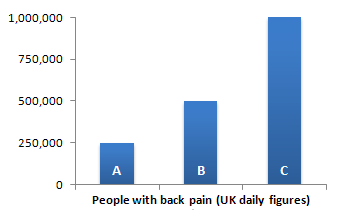 1,000,000
750,000
500,000
250,000
0
A
B
C
People with back pain (UK daily figures)